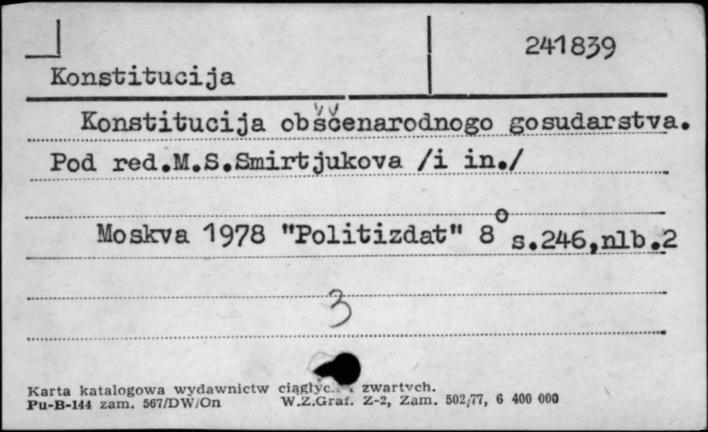 241839
Konstitucija
Konstitucija obščenarodnogo gosudarstva.
Pod red.M.S.Smirtjukova /i in./
Moskva 1978 "Politizdat" 8° s.246,nlb.2
3
Karta katalogowa wydawnictw i zwartych.
Pu-B-144 zam. 567/DW/On W.Z.Graf. Z-2, Zam. 502/77, 6 400 000